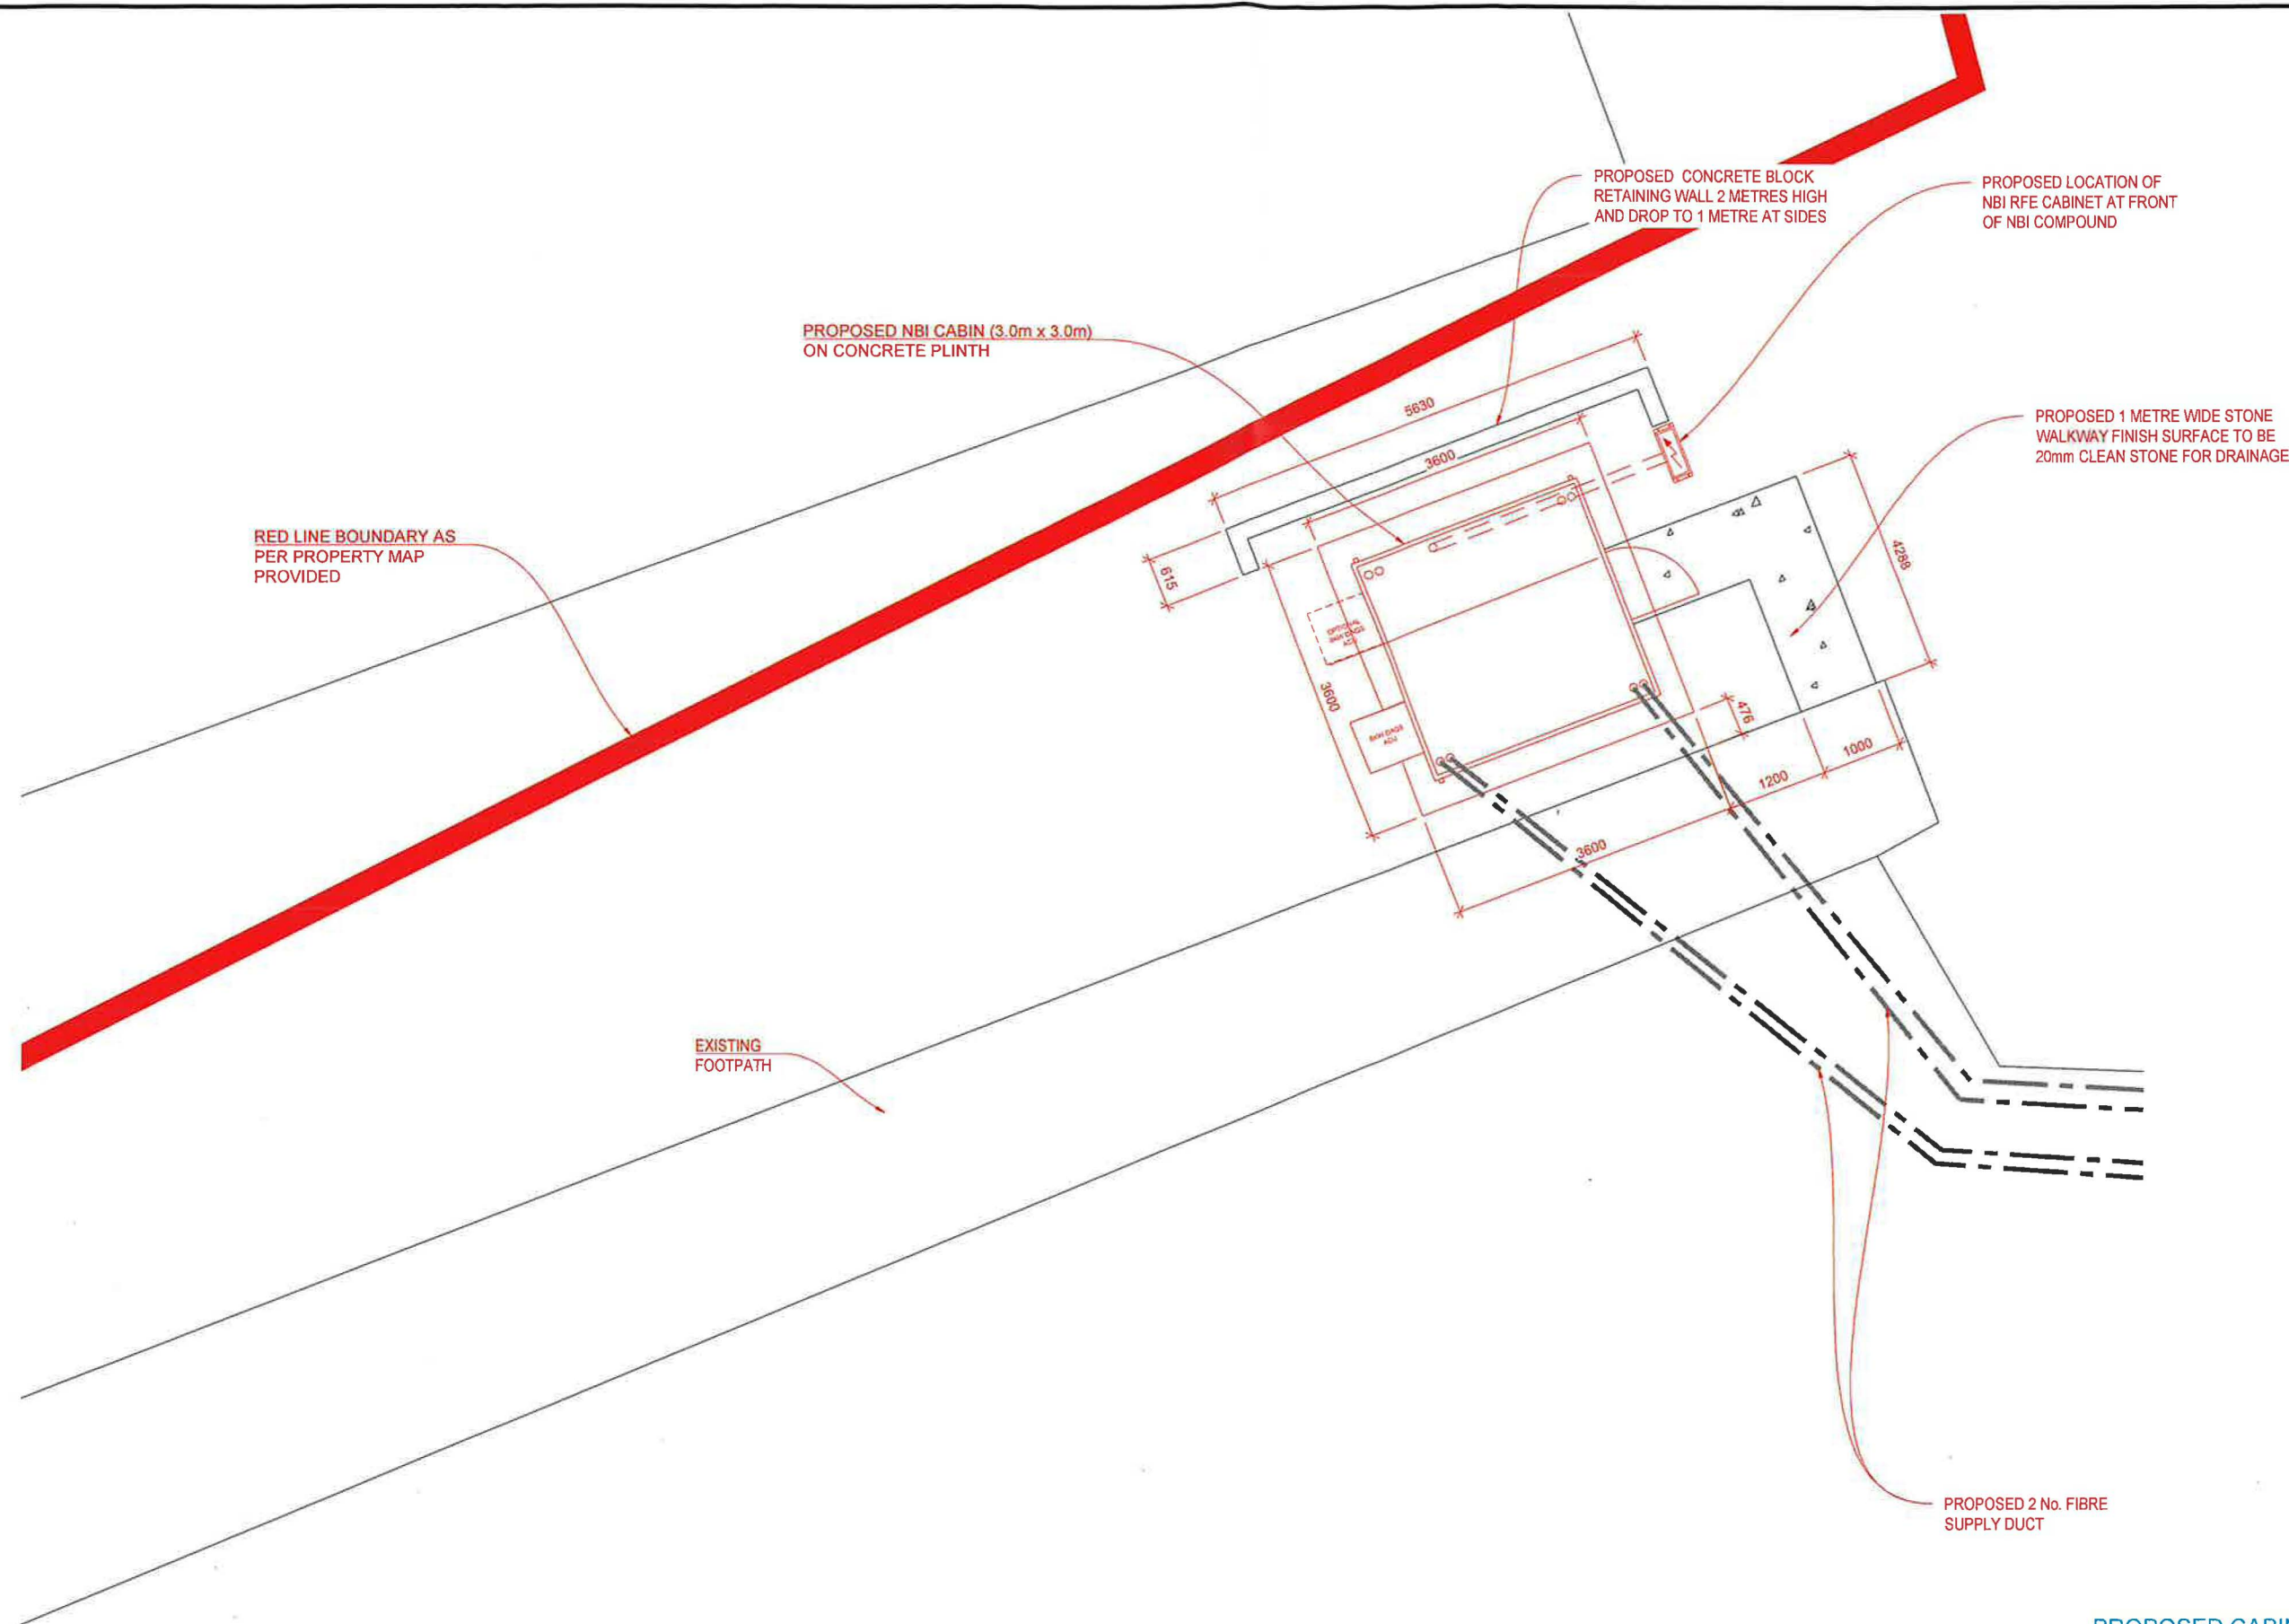 PROPOSED CONCRETE BLOCK
RETAINING WALL 2 METRES HIGH
AND DROP TO 1 METRE AT SIDES
PROPOSED LOCATION OF
NBI RFE CABINET AT FRONT
OF NBI COMPOUND
PROPOSED NBI CABIN (3.0m x 3.0m)
ON CONCRETE PLINTH
5630
3600
PROPOSED 1 METRE WIDE STONE
WALKWAY FINISH SURFACE TO BE
20mm CLEAN STONE FOR DRAINAGE
RED LINE BOUNDARY AS
PER PROPERTY MAP
PROVIDED
615
4288
OPTIONAL
3600
476
1000
1200
3600
EXISTING
FOOTPATH
PROPOSED 2 No. FIBRE
SUPPLY DUCT